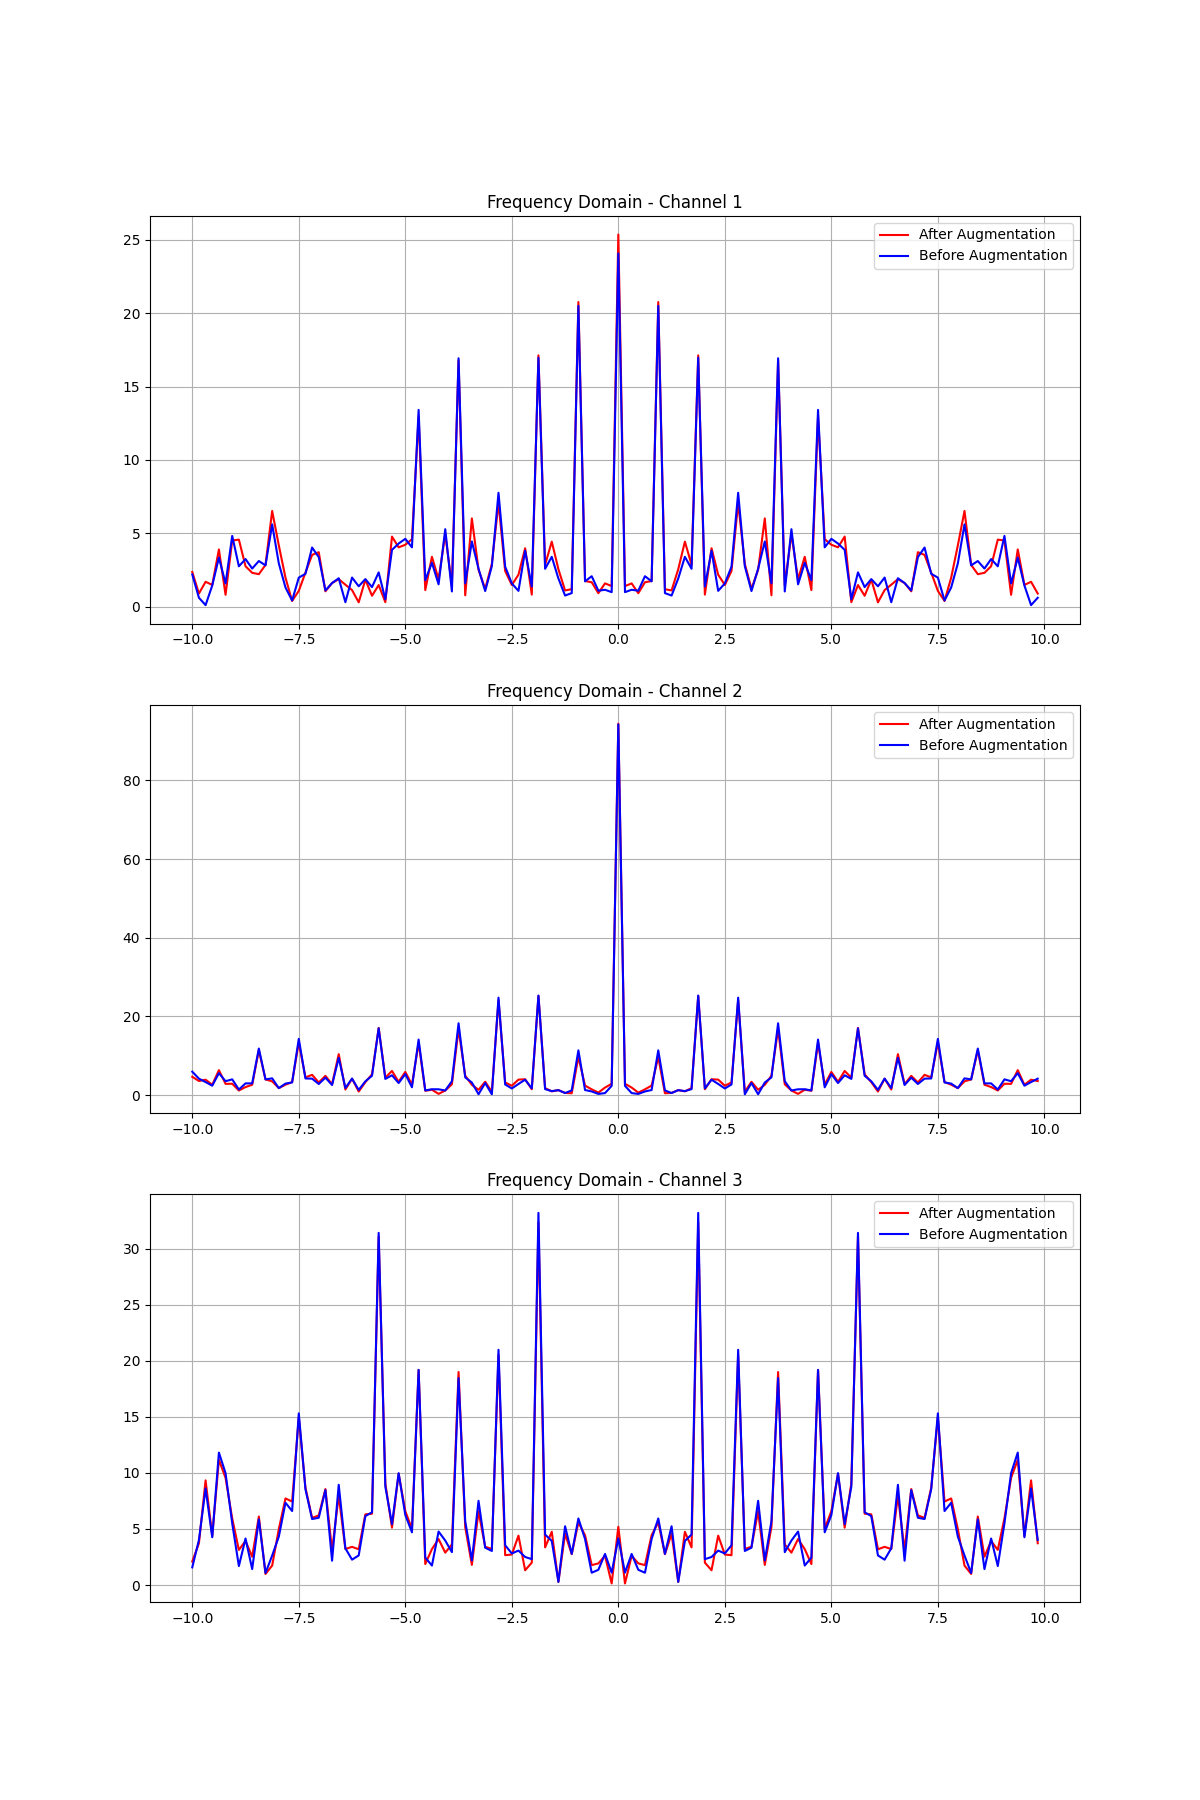 Frequency Domain - Channel 1
After Augmentation
Before Augmentation
25
20
15
10
5
0
−10.0 −7.5 −5.0 −2.5 0.0 2.5 5.0 7.5 10.0
Frequency Domain - Channel 2
After Augmentation
Before Augmentation
80
60
40
20
0
−10.0 −7.5 −5.0 −2.5 0.0 2.5 5.0 7.5 10.0
Frequency Domain - Channel 3
After Augmentation
Before Augmentation
30
25
20
15
10
5
0
−10.0 −7.5 −5.0 −2.5 0.0 2.5 5.0 7.5 10.0